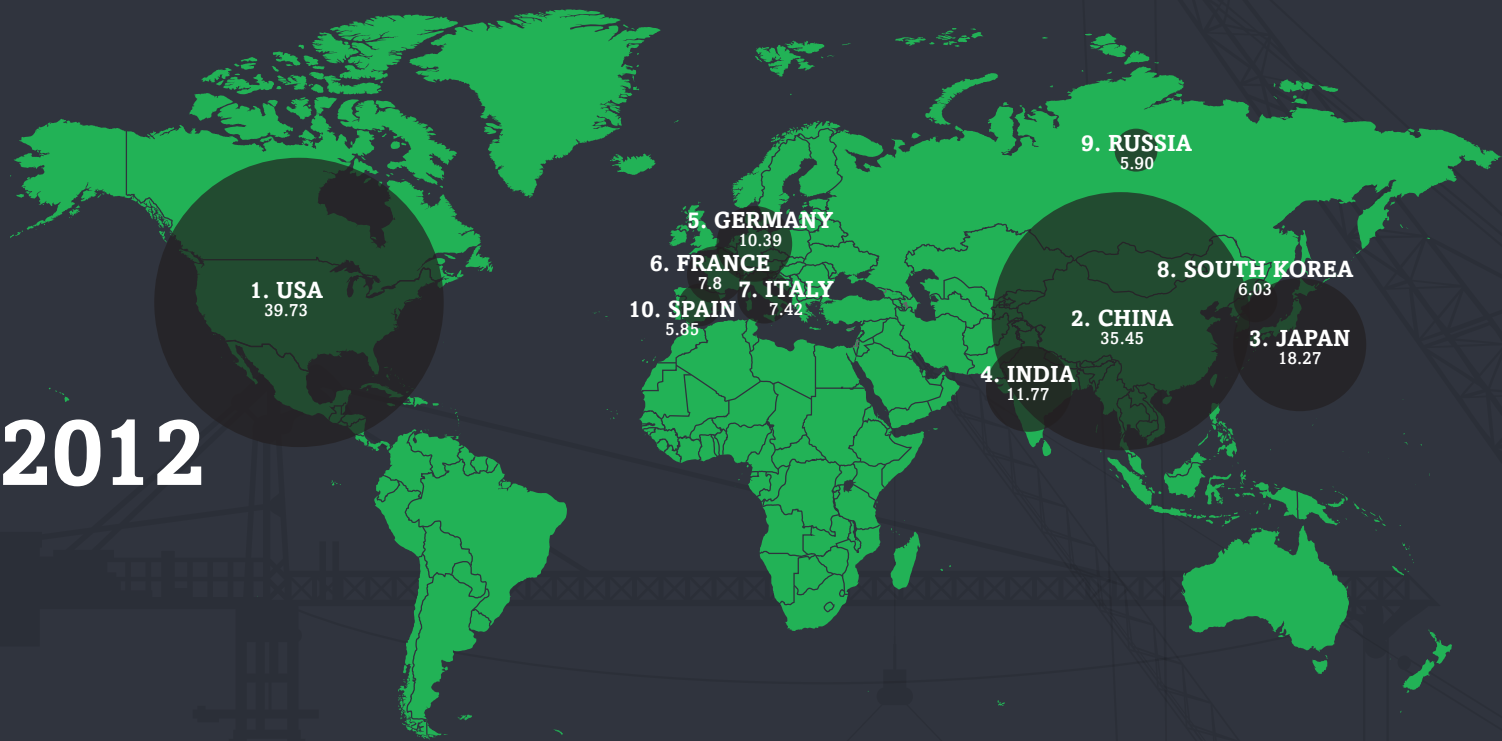 9. RUSSIA
5.90
5. GERMANY
10.39
6. FRANCE
7.8
7. ITALY
7.42
10. SPAIN
5.85
1. USA
39.73
8. SOUTH KOREA
6.03
2. CHINA
35.45
3. JAPAN
18.27
4. INDIA
11.77
2012